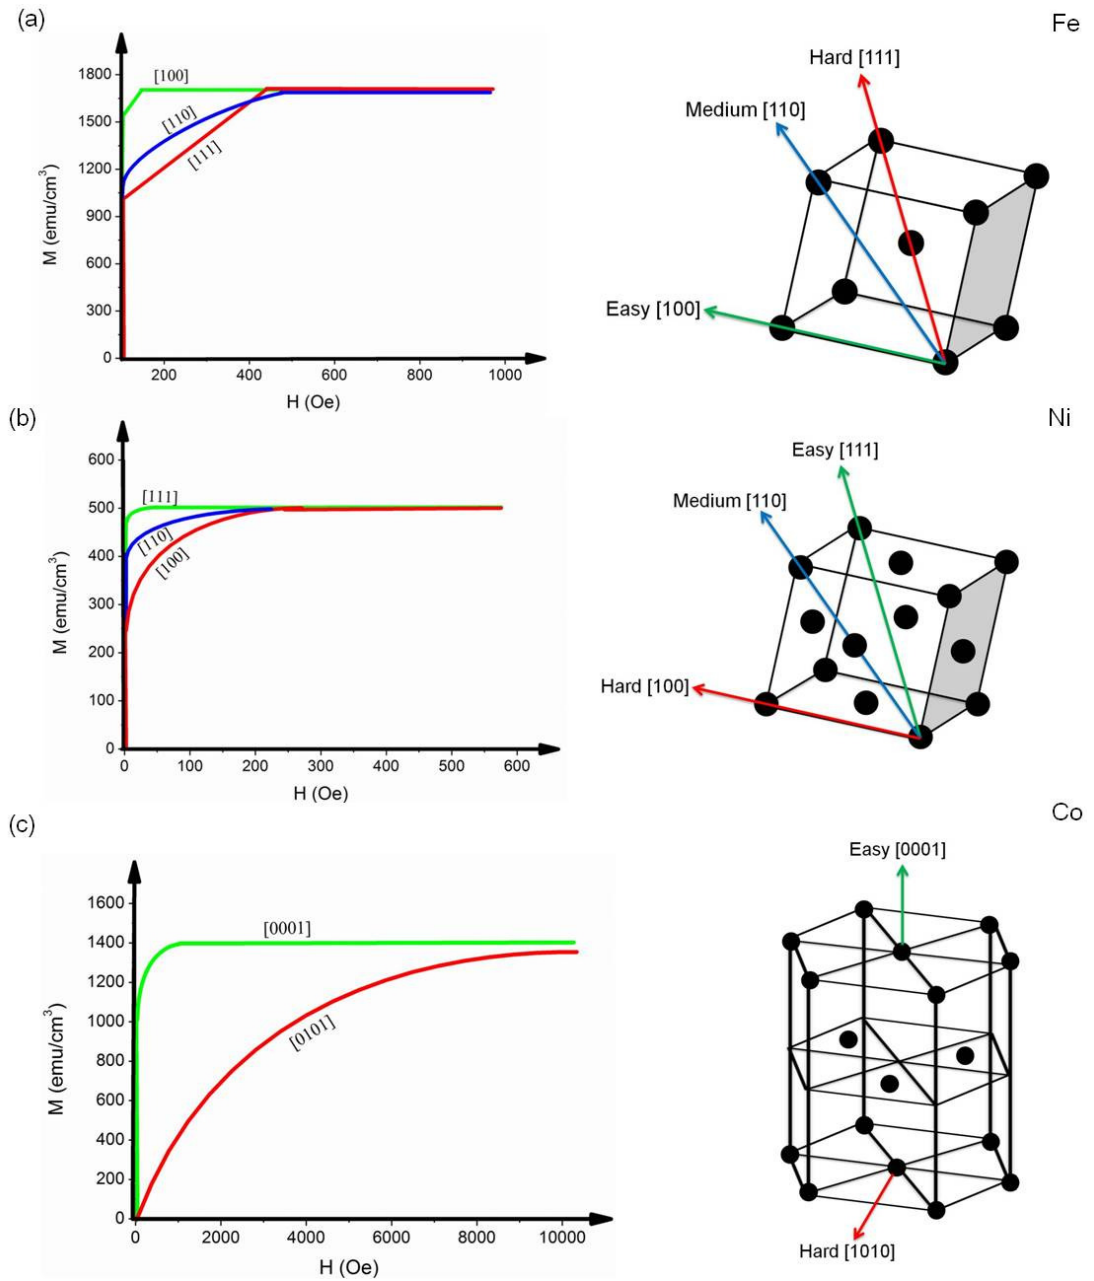 (a)
Fe
M (emu/cm³)
1800
1500
1200
900
600
300
0
[100]
[110]
[111]
200 400 600 800 1000
H (Oe)
Hard [111]
Medium [110]
Easy [100]
(b)
Ni
M (emu/cm³)
600
500
400
300
200
100
0
[111]
[110]
[100]
0 100 200 300 400 500 600
H (Oe)
Easy [111]
Medium [110]
Hard [100]
(c)
Co
M (emu/cm³)
1600
1400
1200
1000
800
600
400
200
0
[0001]
[0101]
0 2000 4000 6000 8000 10000
H (Oe)
Easy [0001]
Hard [1010]